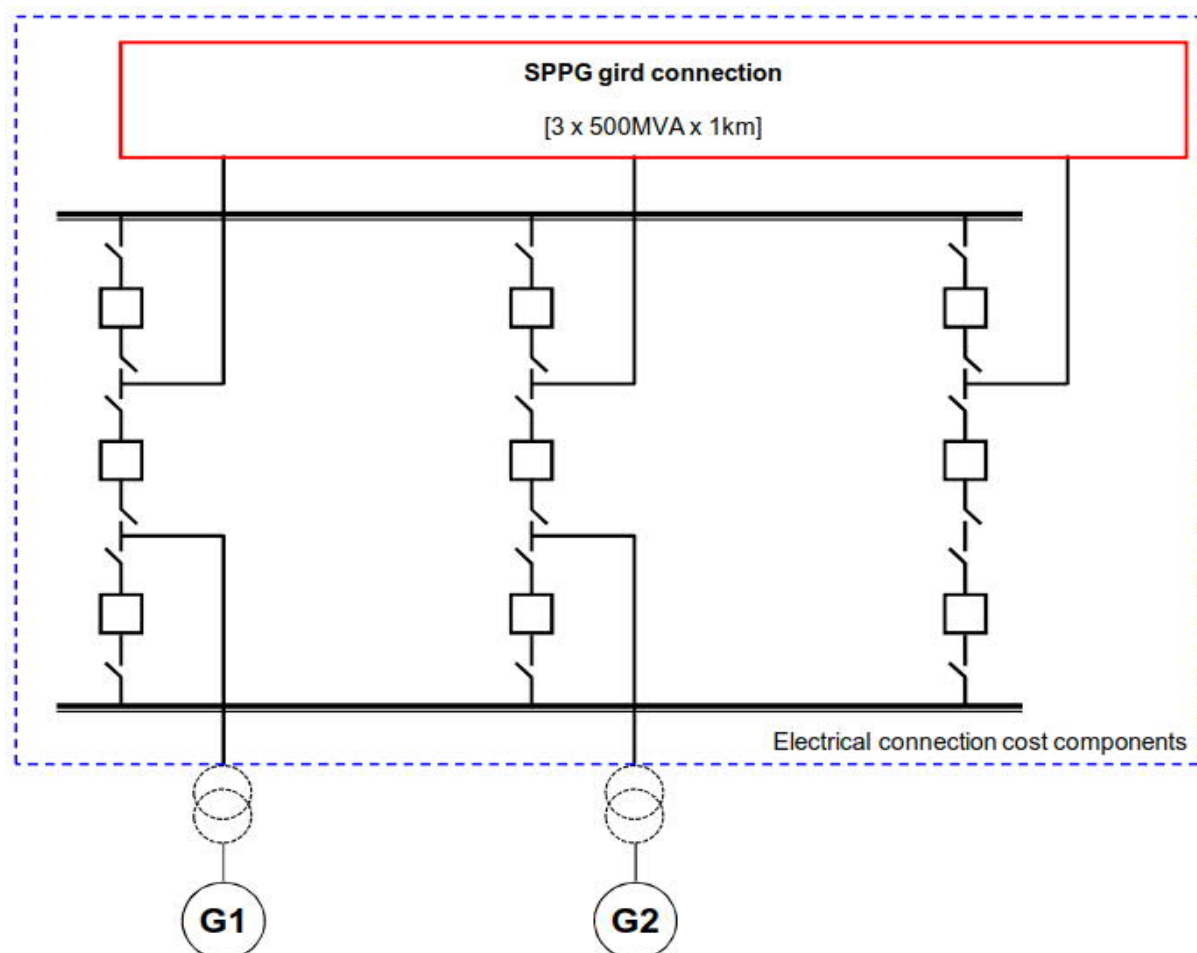 SPPG gird connection
[3 x 500MVA x 1km]
Electrical connection cost components
G1
G2